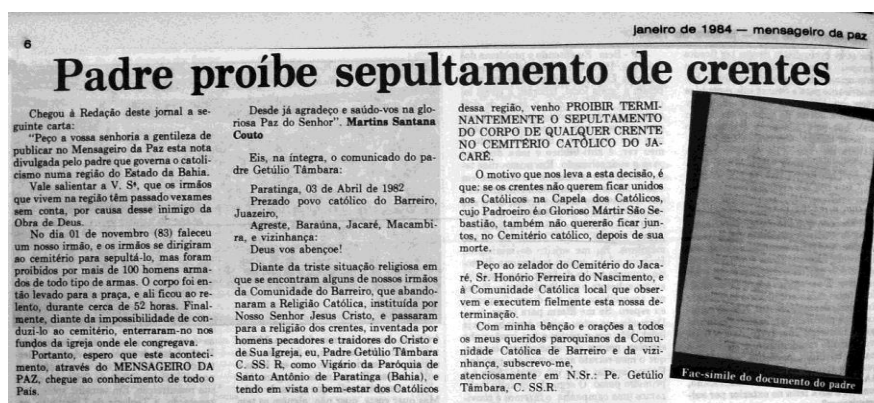 janeiro de 1984 — mensageiro da paz
6
Padre proíbe sepultamento de crentes
Chegou à Redação deste jornal a se-
guinte carta:
"Peço a vossa senhoria a gentileza de
publicar no Mensageiro da Paz esta nota
divulgada pelo padre que governa o catoli-
cismo numa região do Estado da Bahia.
Vale salientar a V. Sª, que os irmãos
que vivem na região têm passado vexames
sem conta, por causa desse inimigo da
Obra de Deus.
No dia 01 de novembro (83) faleceu
um nosso irmão, e os irmãos se dirigiram
ao cemitério para sepultá-lo, mas foram
proibidos por mais de 100 homens arma-
dos de todo tipo de armas. O corpo foi en-
tão levado para a praça, e ali ficou ao re-
lento, durante cerca de 52 horas. Final-
mente, diante da impossibilidade de con-
duzi-lo ao cemitério, enterraram-no nos
fundos da igreja onde ele congregava.
Portanto, espero que este aconteci-
mento, através do MENSAGEIRO DA
PAZ, chegue ao conhecimento de todo o
País.
Desde já agradeço e saúdo-vos na glo-
riosa Paz do Senhor". Martins Santana
Couto
Eis, na íntegra, o comunicado do pa-
dre Getúlio Tâmbara:
Paratinga, 03 de Abril de 1982
Prezado povo católico do Barreiro,
Juazeiro,
Agreste, Baraúna, Jacaré, Macambi-
ra, e vizinhança:
Deus vos abençoe!
Diante da triste situação religiosa em
que se encontram alguns de nossos irmãos
da Comunidade do Barreiro, que abando-
naram a Religião Católica, instituída por
Nosso Senhor Jesus Cristo, e passaram
para a religião dos crentes, inventada por
homens pecadores e traidores do Cristo e
de Sua Igreja, eu, Padre Getúlio Tâmbara
C. SS. R, como Vigário da Paróquia de
Santo Antônio de Paratinga (Bahia), e
tendo em vista o bem-estar dos Católicos
dessa região, venho PROIBIR TERMI-
NANTEMENTE O SEPULTAMENTO
DO CORPO DE QUALQUER CRENTE
NO CEMITÉRIO CATÓLICO DO JA-
CARÉ.
O motivo que nos leva a esta decisão, é
que: se os crentes não querem ficar unidos
aos Católicos na Capela dos Católicos,
cujo Padroeiro é o Glorioso Mártir São Se-
bastião, também não quererão ficar jun-
tos, no Cemitério católico, depois de sua
morte.
Peço ao zelador do Cemitério do Jaca-
ré, Sr. Honório Ferreira do Nascimento, e
à Comunidade Católica local que obser-
vem e executem fielmente esta nossa de-
terminação.
Com minha bênção e orações a todos
os meus queridos paroquianos da Comu-
nidade Católica de Barreiro e da vizi-
nhança, subscrevo-me,
atenciosamente em N.Sr.: Pe. Getúlio
Tâmbara, C. SS.R.
Fac-símile do documento do padre